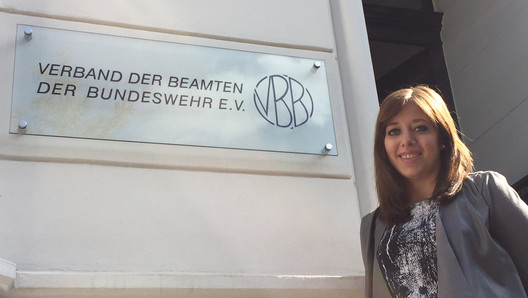 VERBAND DER BEAMTEN
DER BUNDESWEHR E.V.
VBB